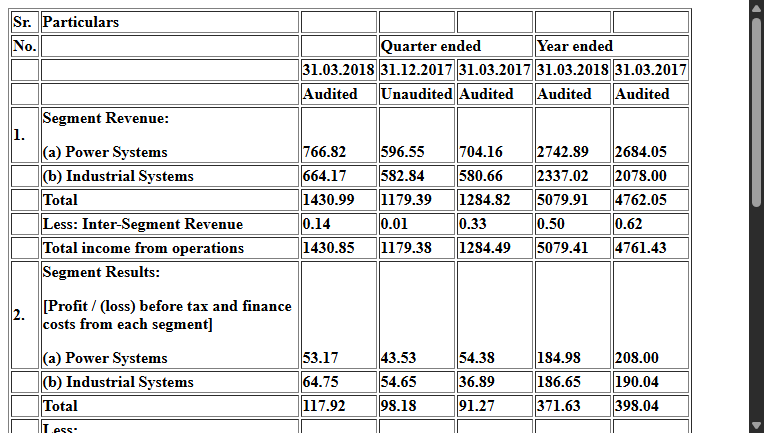 Sr. Particulars
No. Quarter ended Year ended
31.03.2018 31.12.2017 31.03.2017 31.03.2018 31.03.2017
Audited Unaudited Audited Audited Audited
Segment Revenue:
1.
(a) Power Systems 766.82 596.55 704.16 2742.89 2684.05
(b) Industrial Systems 664.17 582.84 580.66 2337.02 2078.00
Total 1430.99 1179.39 1284.82 5079.91 4762.05
Less: Inter-Segment Revenue 0.14 0.01 0.33 0.50 0.62
Total income from operations 1430.85 1179.38 1284.49 5079.41 4761.43
Segment Results:
2.
[Profit / (loss) before tax and finance
costs from each segment]
(a) Power Systems 53.17 43.53 54.38 184.98 208.00
(b) Industrial Systems 64.75 54.65 36.89 186.65 190.04
Total 117.92 98.18 91.27 371.63 398.04
Less: